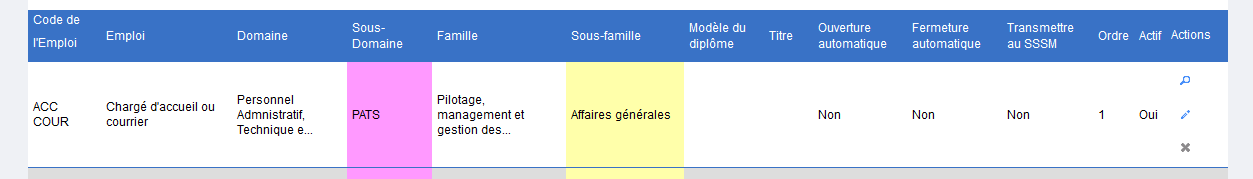 Code de
l'Emploi
Emploi
Domaine
Sous-
Domaine
Famille
Sous-famille
Modèle du
diplôme
Titre
Ouverture
automatique
Fermeture
automatique
Transmettre
au SSSM
Ordre
Actif
Actions
ACC
COUR
Chargé d'accueil ou
courrier
Personnel
Admnistratif,
Technique e...
PATS
Pilotage,
management et
gestion des...
Affaires générales
Non
Non
Non
1
Oui